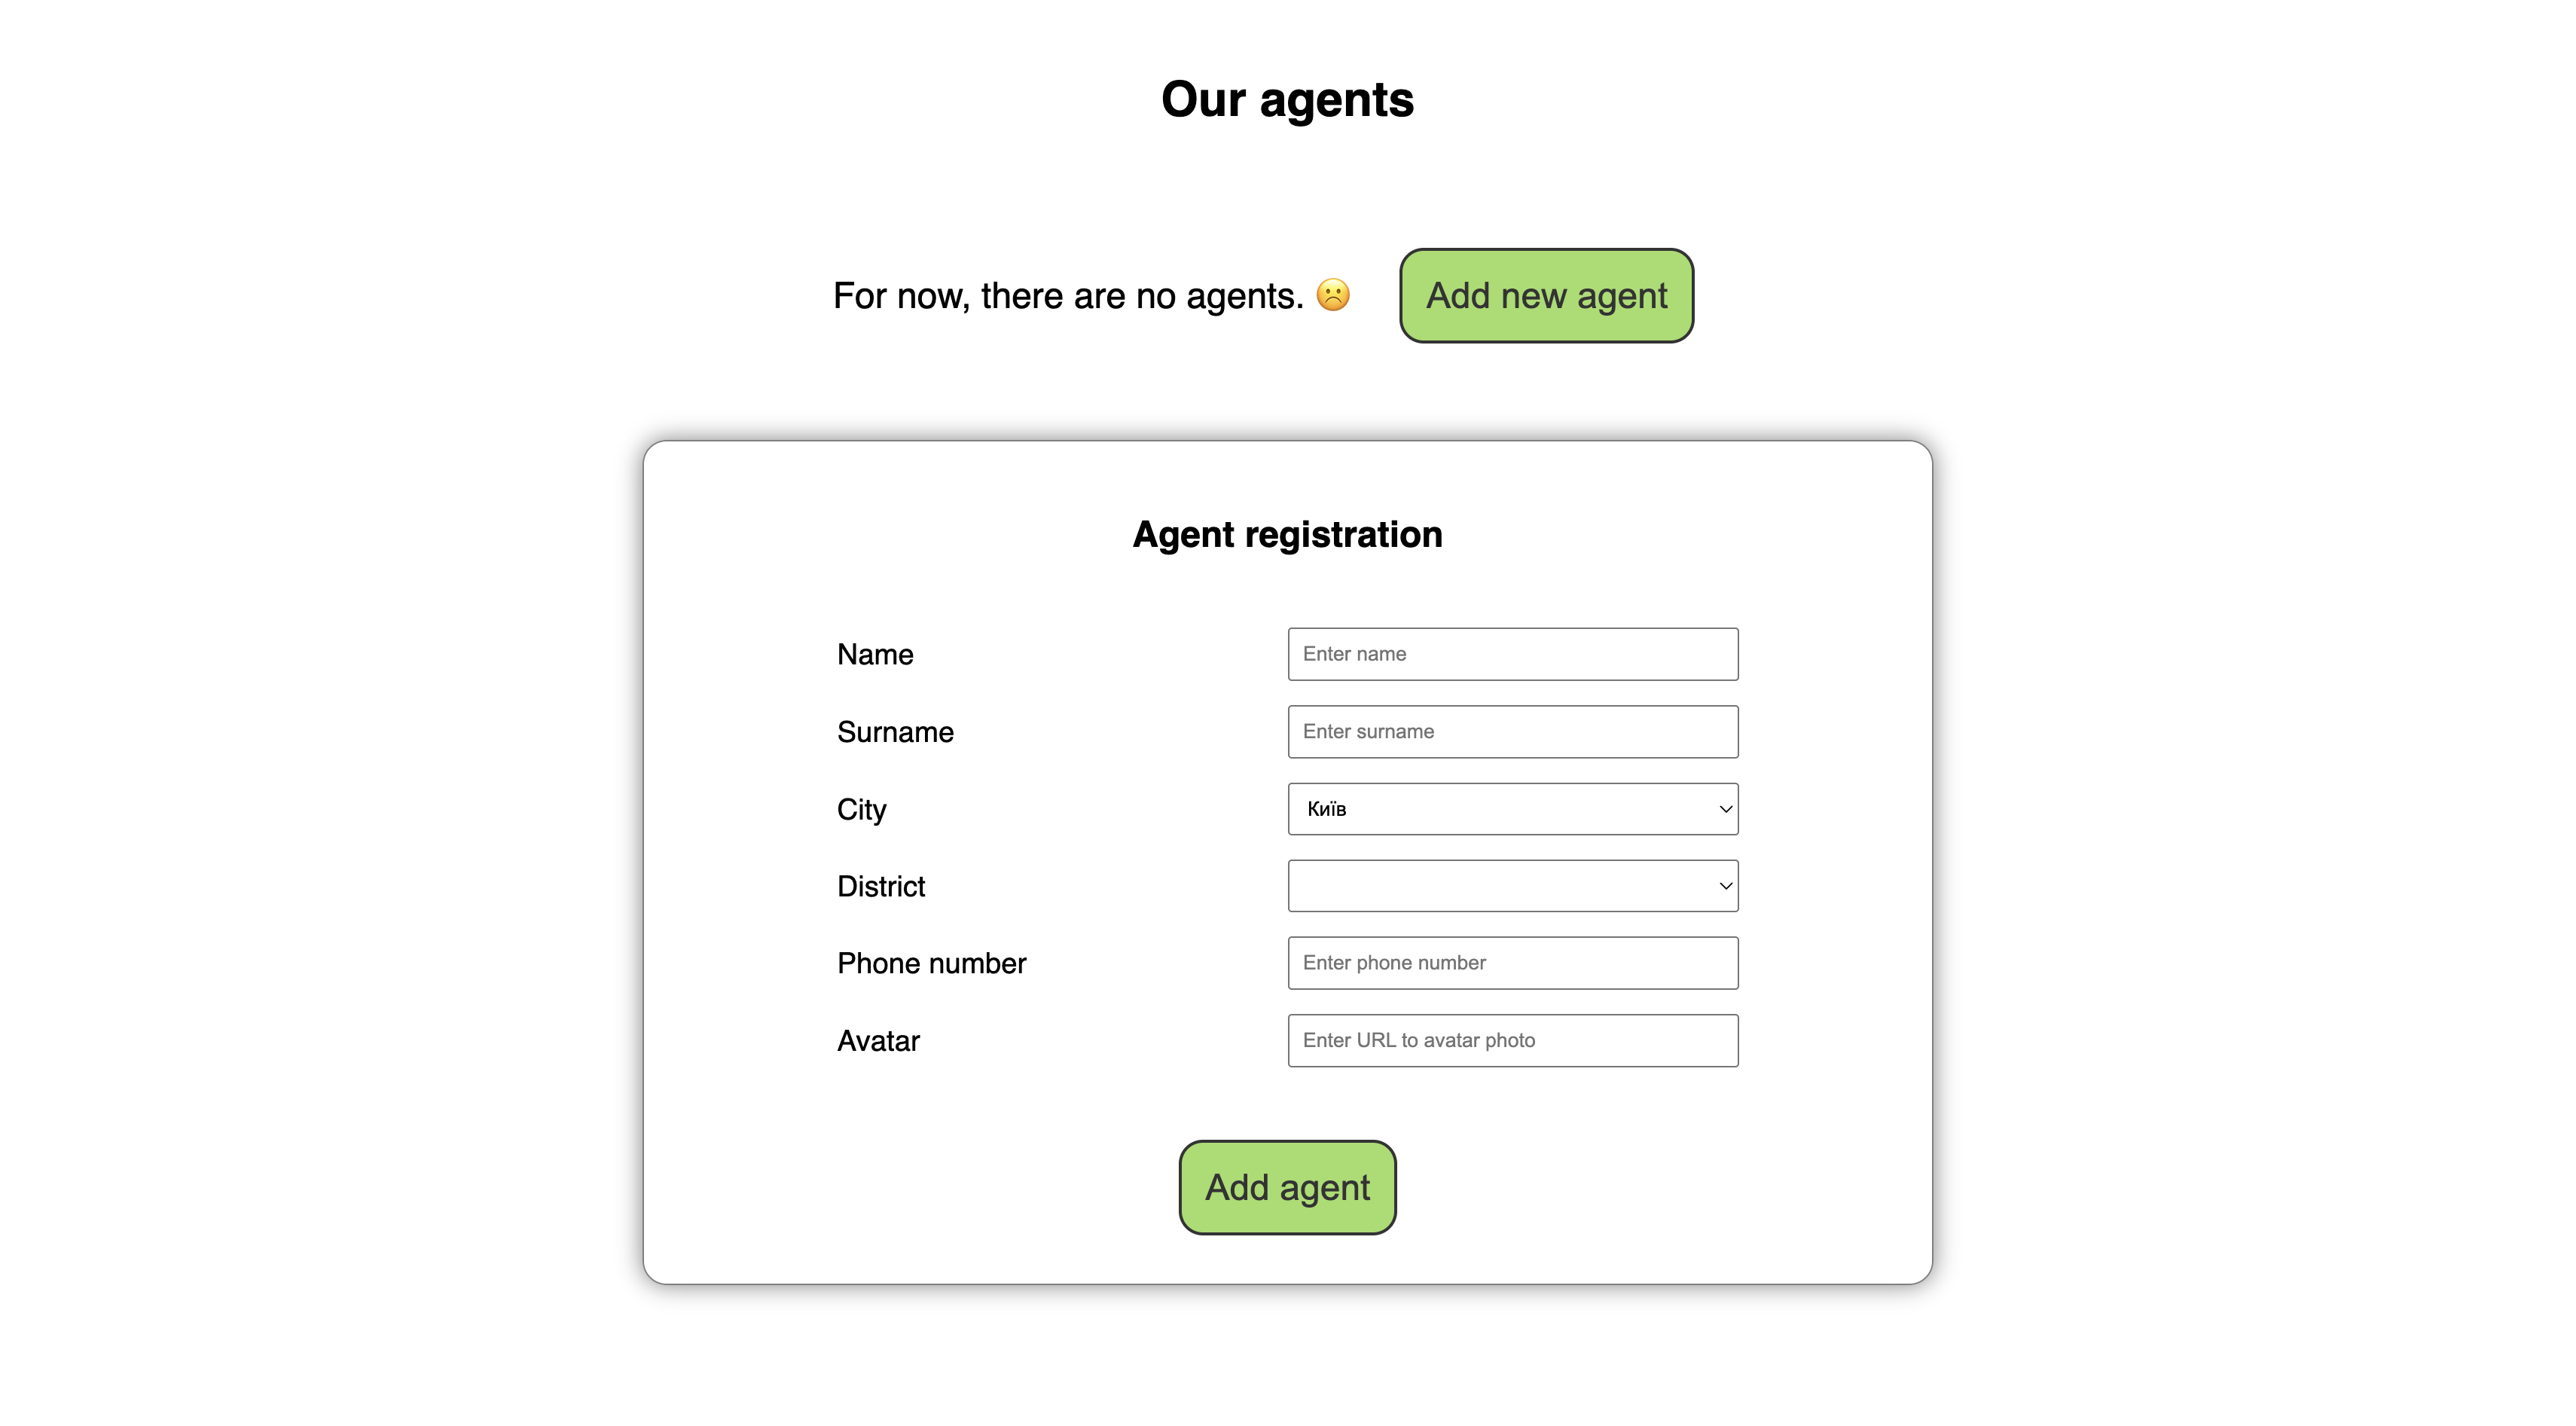 Our agents
For now, there are no agents. ☹️
Add new agent
Agent registration
Name
Enter name
Surname
Enter surname
City
Київ
District
Phone number
Enter phone number
Avatar
Enter URL to avatar photo
Add agent